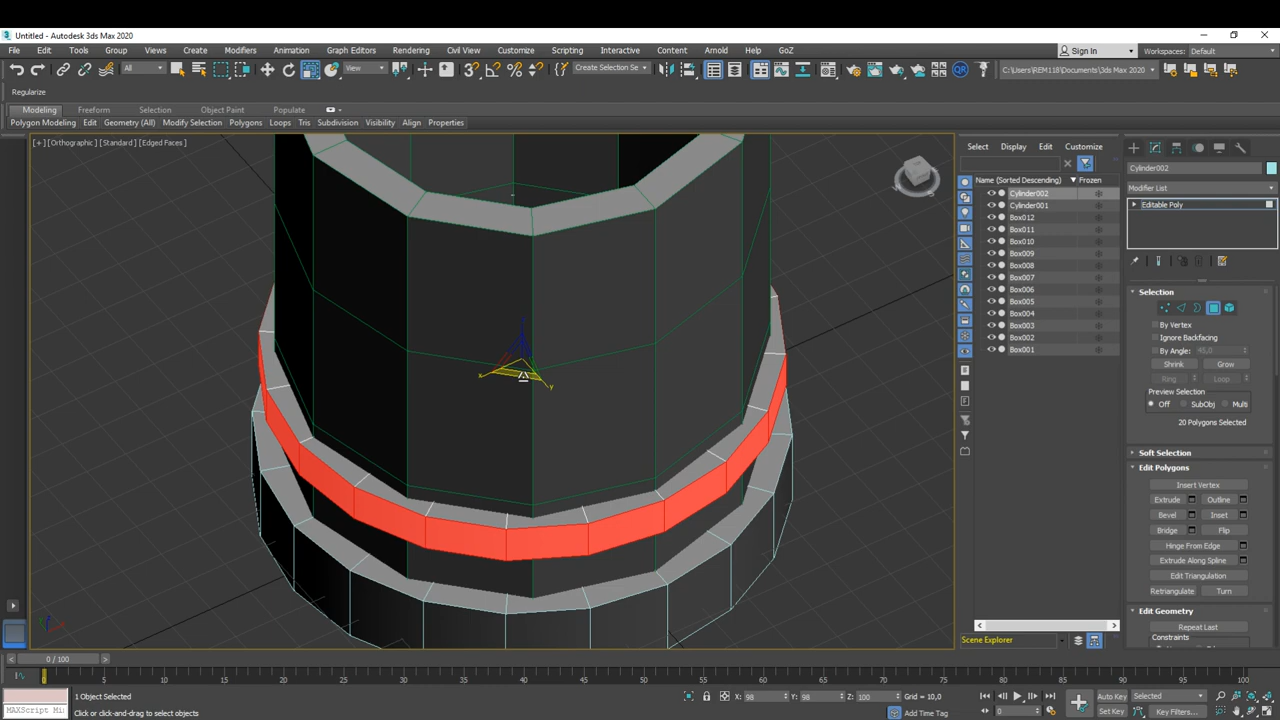 Untitled - Autodesk 3ds Max 2020
File Edit Tools Group Views Create Modifiers Animation Graph Editors Rendering Civil View Customize Scripting Interactive Content Arnold Help GoZ
Sign In Workspaces: Default
All View Create Selection Se C:\Users\REM118\Documents\3ds Max 2020
Regularize
Modeling Freeform Selection Object Paint Populate
Polygon Modeling Edit Geometry (All) Modify Selection Polygons Loops Tris Subdivision Visibility Align Properties
[+] [Orthographic ] [Standard ] [Edged Faces ]
Select Display Edit Customize
Name (Sorted Descending) Frozen
Cylinder002
Cylinder001
Box012
Box011
Box010
Box009
Box008
Box007
Box006
Box005
Box004
Box003
Box002
Box001
Scene Explorer
Cylinder002
Modifier List
Editable Poly
Selection
By Vertex
Ignore Backfacing
By Angle: 45,0
Shrink Grow
Ring Loop
Preview Selection
Off SubObj Multi
20 Polygons Selected
Soft Selection
Edit Polygons
Insert Vertex
Extrude Outline
Bevel Inset
Bridge Flip
Hinge From Edge
Extrude Along Spline
Edit Triangulation
Retriangulate Turn
Edit Geometry
Repeat Last
Constraints
x y
0 / 100
0 5 10 15 20 25 30 35 40 45 50 55 60 65 70 75 80 85 90 95 100
1 Object Selected X: 98 Y: 98 Z: 100 Grid = 10,0 Auto Key Selected
MAXScript Mi Click or click-and-drag to select objects Add Time Tag 0 Set Key Key Filters...